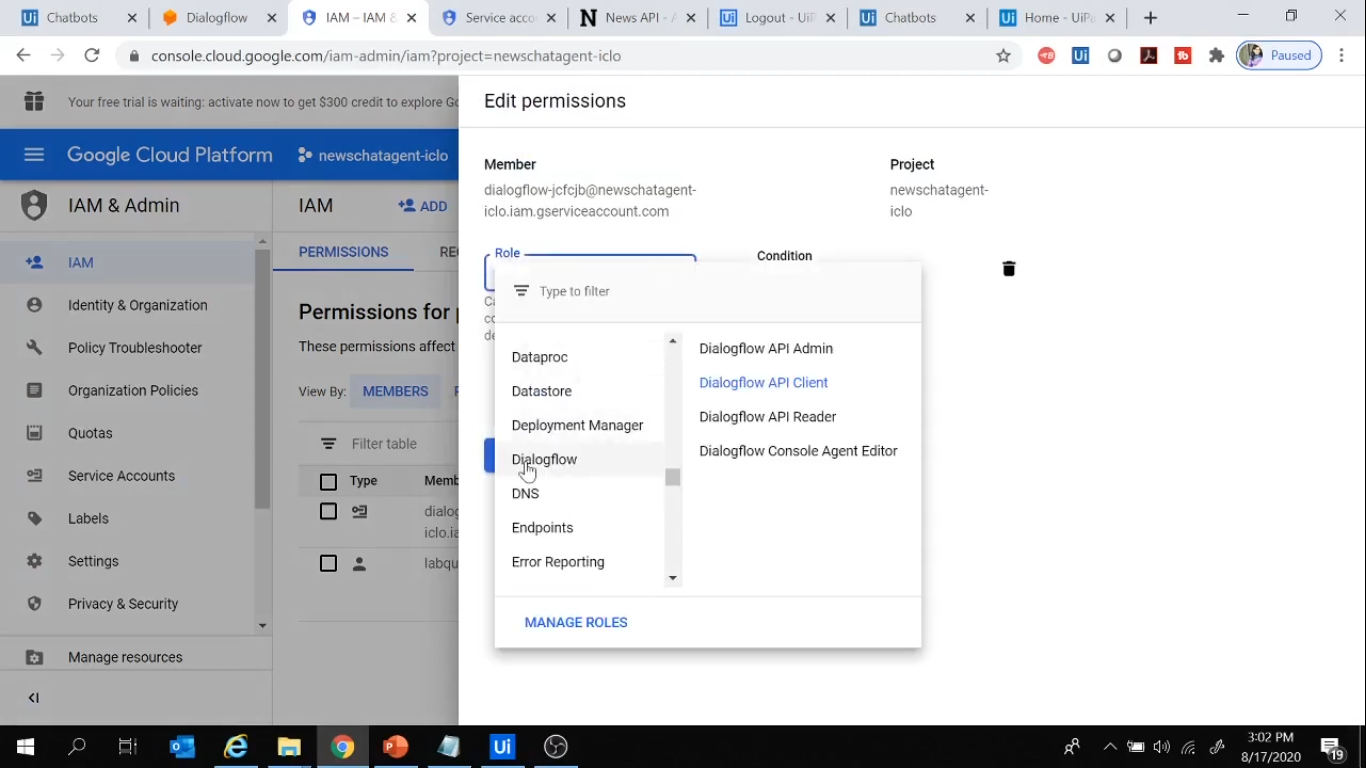 Chatbots
Dialogflow
IAM – IAM &
Service acco
News API - A
Logout - UiP
Chatbots
Home - UiPa
console.cloud.google.com/iam-admin/iam?project=newschatagent-iclo
Paused
Your free trial is waiting: activate now to get $300 credit to explore Go
Edit permissions
Google Cloud Platform
newschatagent-iclo
Member
Project
dialogflow-jcfcjb@newschatagent-
iclo.iam.gserviceaccount.com
newschatagent-
iclo
IAM & Admin
IAM
ADD
PERMISSIONS
REC
Role
Condition
Type to filter
IAM
Identity & Organization
Policy Troubleshooter
Organization Policies
Quotas
Service Accounts
Labels
Settings
Privacy & Security
Manage resources
Permissions for p
These permissions affect
View By:
MEMBERS
Filter table
Type
Memb
dialog
iclo.ia
labqu
Ca
co
de
Dataproc
Datastore
Deployment Manager
Dialogflow
DNS
Endpoints
Error Reporting
Dialogflow API Admin
Dialogflow API Client
Dialogflow API Reader
Dialogflow Console Agent Editor
MANAGE ROLES
3:02 PM
8/17/2020
19